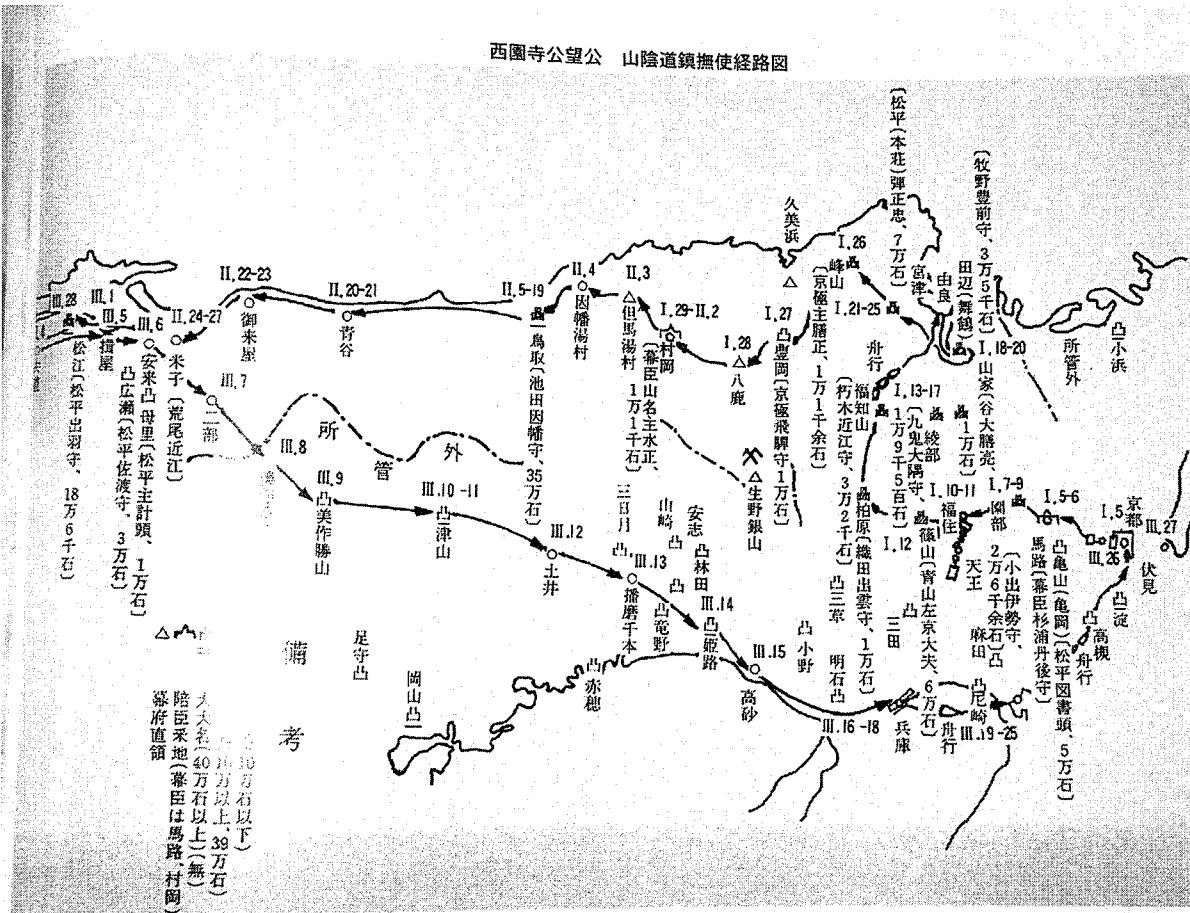 西園寺公望公　山陰道鎮撫使経路図
〔牧野豊前守、3万5千石〕
田辺〔舞鶴〕
I.18-20
〔松平(本荘)弾正忠、7万石〕
宮津
由良
I.21-25
久美浜
I.26
峰山
〔京極主膳正、1万1千余石〕
I.27
豊岡〔京極飛騨守1万石〕
I.28
八鹿
I.29-II.2
村岡
〔幕臣山名主水正、1万1千石〕
II.3
但馬湯村
II.4
因幡湯村
II.5-19
鳥取〔池田因幡守、35万石〕
II.20-21
青谷
II.22-23
御来屋
II.24-27
米子〔荒尾近江〕
III.1
III.5
揖屋
III.28
松江〔松平出羽守、18万6千石〕
III.6
安来
母里〔松平主計頭、1万石〕
広瀬〔松平佐渡守、3万石〕
III.7
二部
III.8
所管外
III.9
美作勝山
III.10-11
津山
III.12
土井
III.13
播磨千本
III.14
姫路
III.15
高砂
III.16-18
兵庫
舟行
III.19-25
尼崎
小浜
所管外
山家〔谷大膳亮、1万石〕
I.13-17
綾部
〔九鬼大隅守、1万9千5百石〕
舟行
福知山
〔朽木近江守、3万2千石〕
柏原〔織田出雲守、1万石〕
I.12
篠山〔青山左京大夫、6万石〕
I.10-11
福住
天王
I.7-9
園部
〔小出伊勢守、2万6千余石〕
I.5-6
馬路〔幕臣杉浦丹後守〕
亀山(亀岡)〔松平図書頭、5万石〕
I.5
京都
III.27
III.26
伏見
淀
高槻
舟行
麻田
三田
三草
明石
小野
生野銀山
安志
林田
山崎
三日月
竜野
赤穂
岡山
足守
備考
10万石以下)
10万以上、39万石)
大大名(40万石以上)(無)
陪臣采地(幕臣は馬路、村岡)
幕府直領